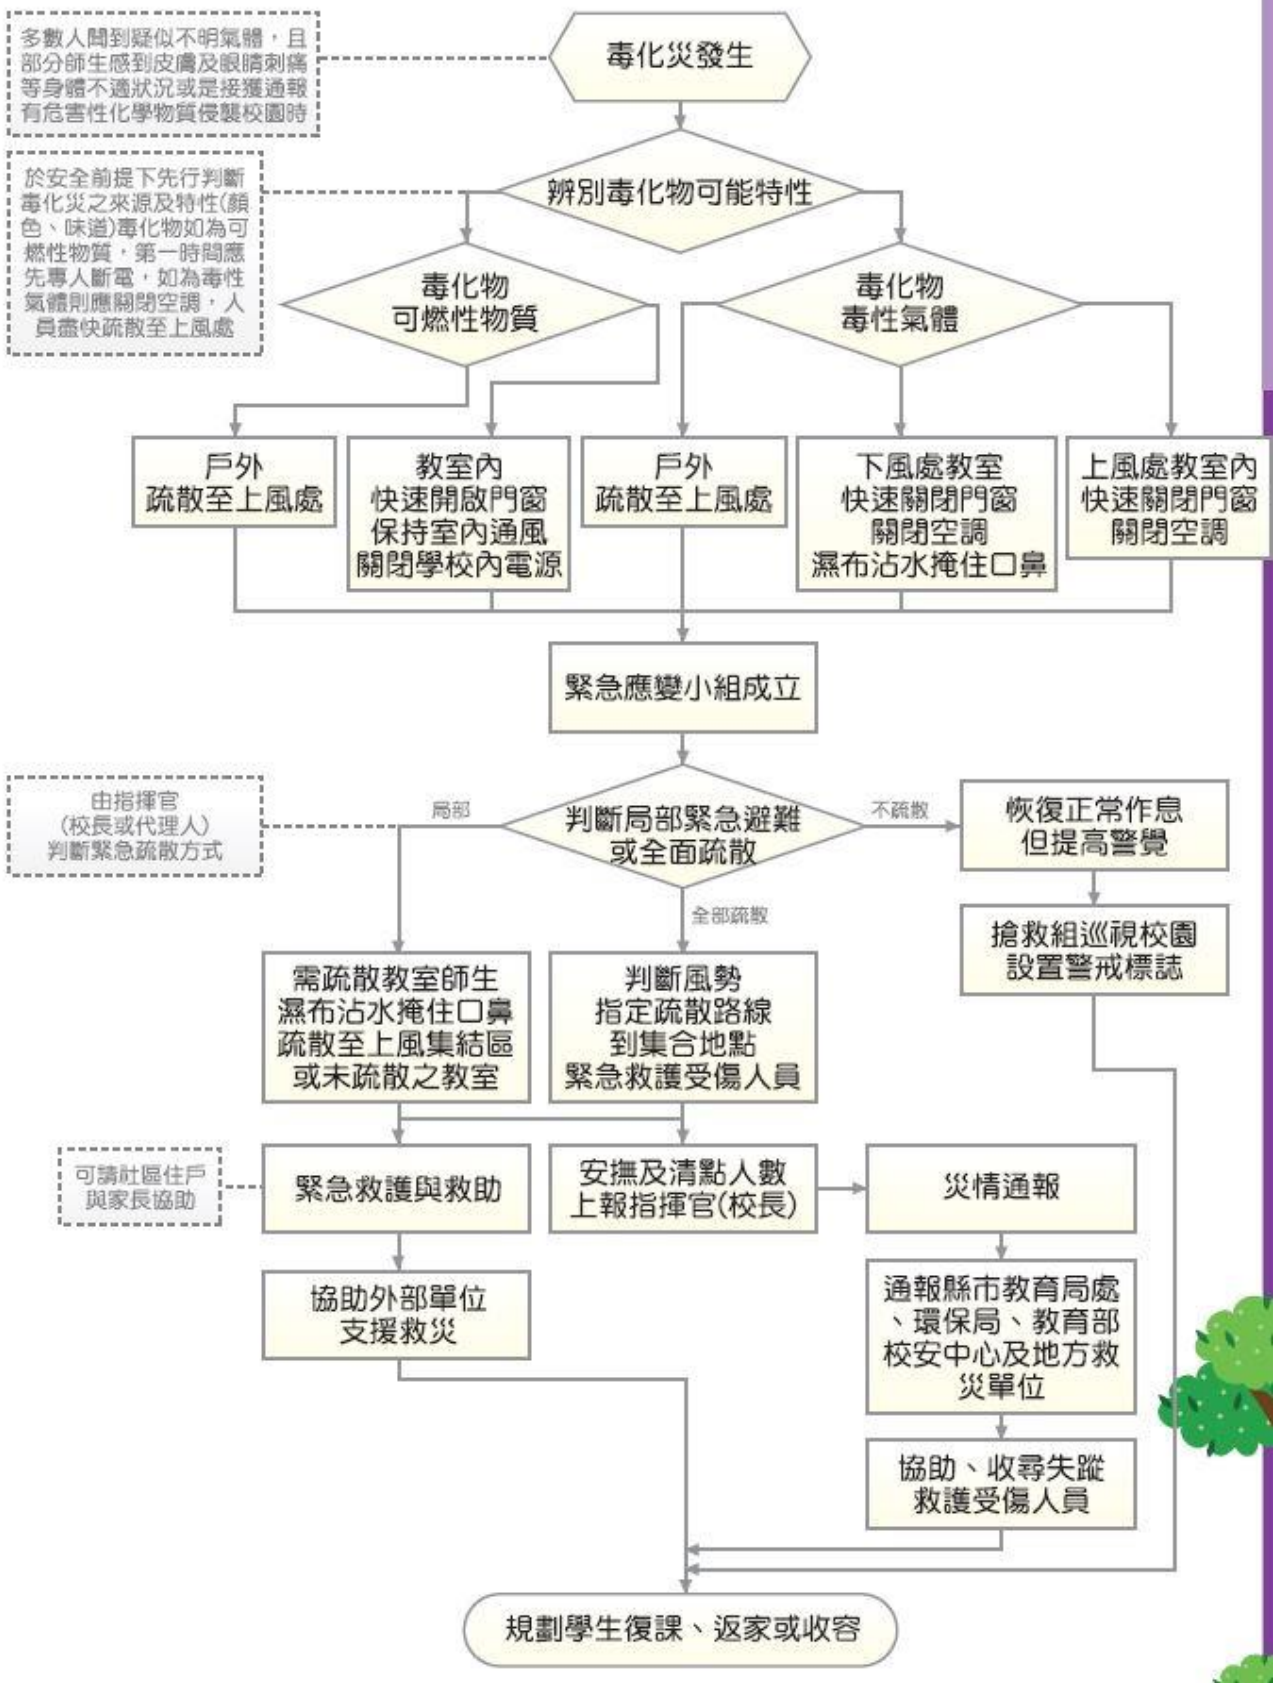 多數人聞到疑似不明氣體，且
部分師生感到皮膚及眼睛刺痛
等身體不適狀況或是接獲通報
有危害性化學物質侵襲校園時
毒化災發生
於安全前提下先行判斷
毒化災之來源及特性(顏
色、味道)毒化物如為可
燃性物質，第一時間應
先專人斷電，如為毒性
氣體則應關閉空調，人
員盡快疏散至上風處
辨別毒化物可能特性
毒化物
可燃性物質
毒化物
毒性氣體
戶外
疏散至上風處
教室內
快速開啟門窗
保持室內通風
關閉學校內電源
戶外
疏散至上風處
下風處教室
快速關閉門窗
關閉空調
濕布沾水掩住口鼻
上風處教室內
快速關閉門窗
關閉空調
緊急應變小組成立
由指揮官
(校長或代理人)
判斷緊急疏散方式
局部
判斷局部緊急避難
或全面疏散
不疏散
恢復正常作息
但提高警覺
全部疏散
搶救組巡視校園
設置警戒標誌
需疏散教室師生
濕布沾水掩住口鼻
疏散至上風集結區
或未疏散之教室
判斷風勢
指定疏散路線
到集合地點
緊急救護受傷人員
可請社區住戶
與家長協助
緊急救護與救助
安撫及清點人數
上報指揮官(校長)
災情通報
協助外部單位
支援救災
通報縣市教育局處
、環保局、教育部
校安中心及地方救
災單位
協助、收尋失蹤
救護受傷人員
規劃學生復課、返家或收容